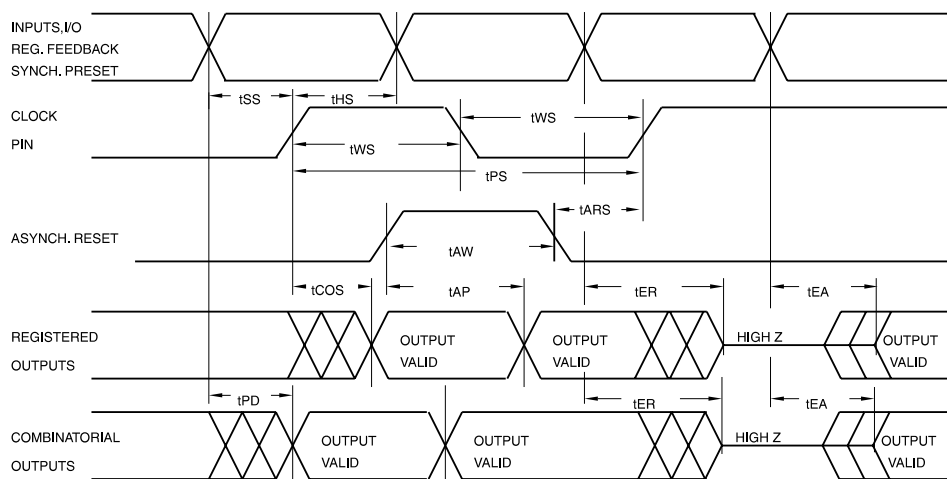 INPUTS,I/O
REG. FEEDBACK
SYNCH. PRESET
tSS
tHS
CLOCK
PIN
tWS
tWS
tPS
tARS
ASYNCH. RESET
tAW
tCOS
tAP
tER
tEA
REGISTERED
OUTPUTS
OUTPUT
VALID
OUTPUT
VALID
HIGH Z
OUTPUT
VALID
tPD
tER
tEA
COMBINATORIAL
OUTPUTS
OUTPUT
VALID
OUTPUT
VALID
HIGH Z
OUTPUT
VALID